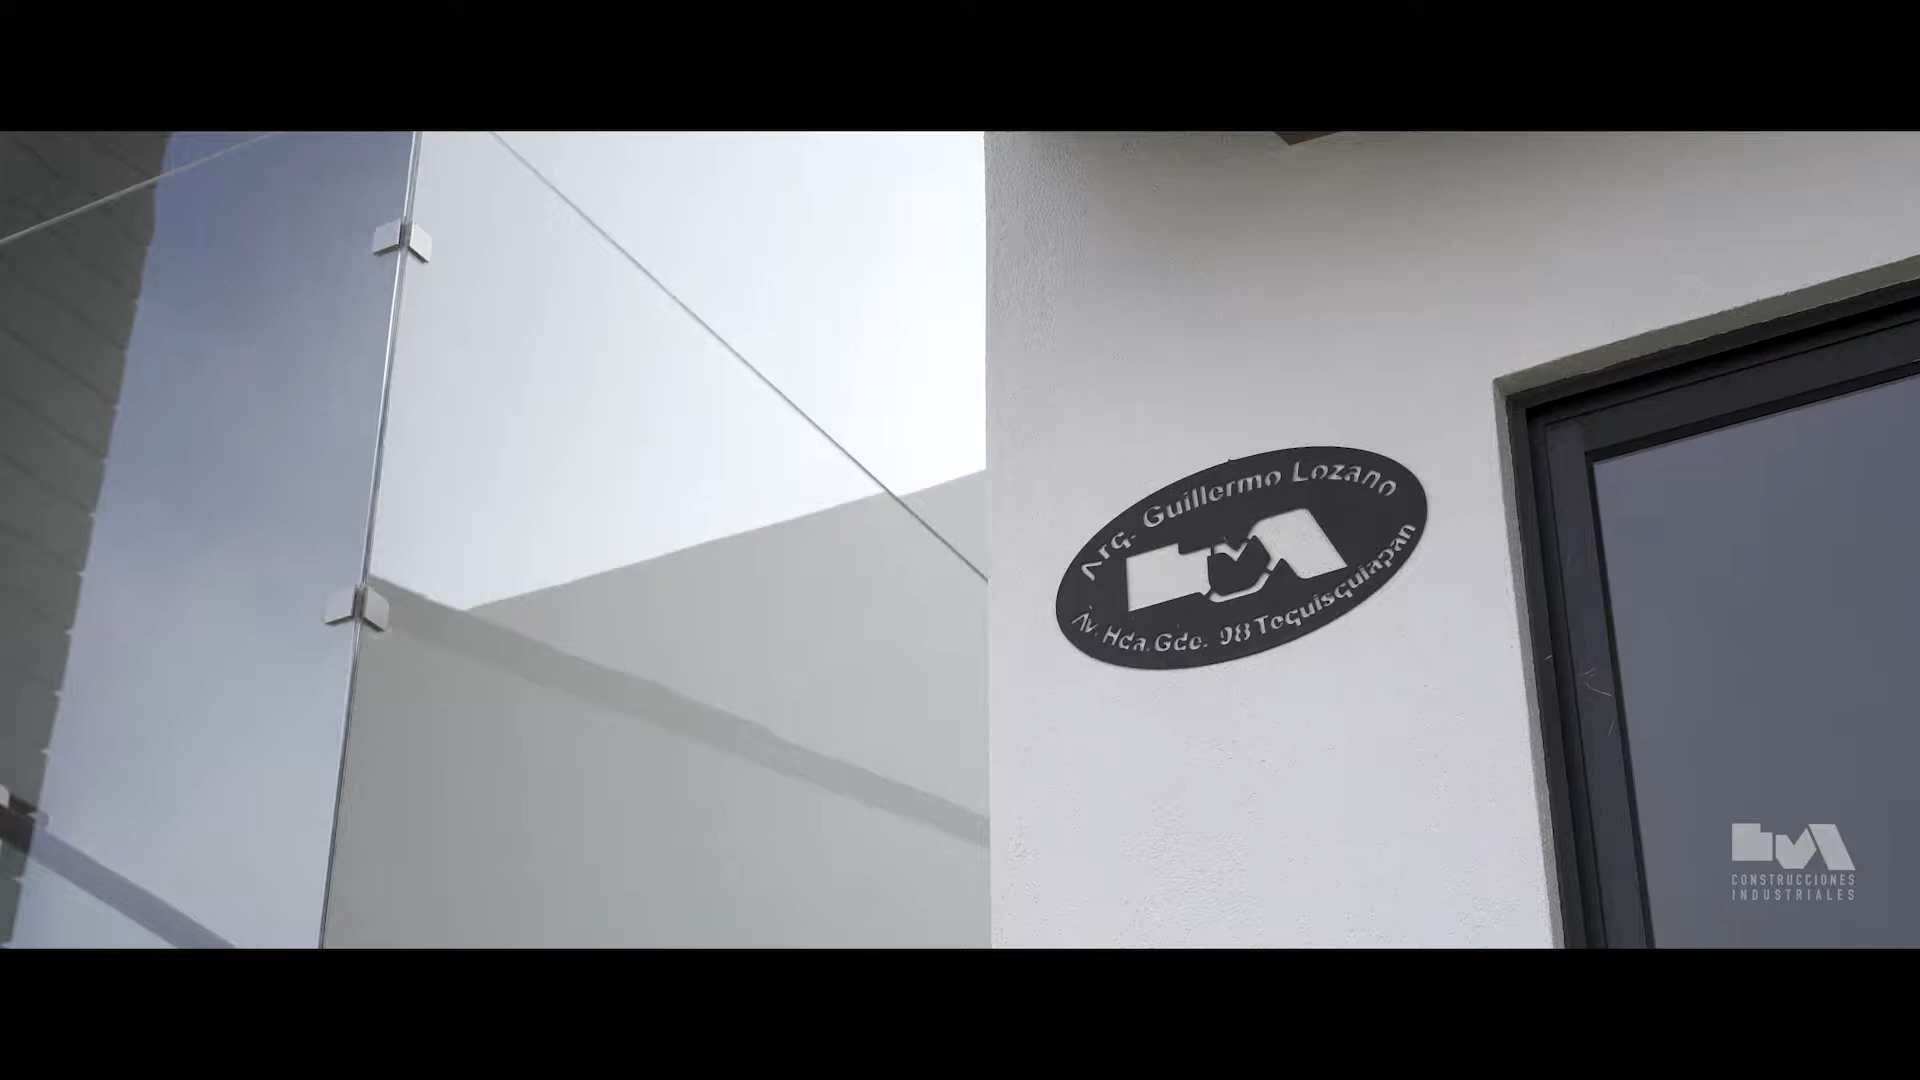 Arq. Guillermo Lozano
Av. Hda. Gde. 98 Tequisquiapan
CONSTRUCCIONES
INDUSTRIALES